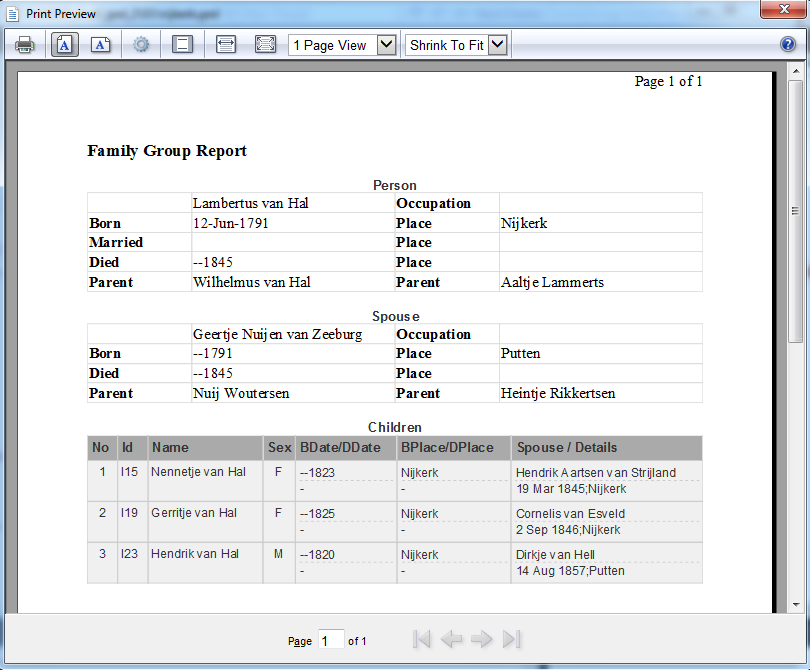 Print Preview
1 Page View Shrink To Fit
Page 1 of 1
Family Group Report
Person
Lambertus van Hal Occupation
Born 12-Jun-1791 Place Nijkerk
Married Place
Died --1845 Place
Parent Wilhelmus van Hal Parent Aaltje Lammerts
Spouse
Geertje Nuijen van Zeeburg Occupation
Born --1791 Place Putten
Died --1845 Place
Parent Nuij Woutersen Parent Heintje Rikkertsen
Children
No Id Name Sex BDate/DDate BPlace/DPlace Spouse / Details
1 I15 Nennetje van Hal F --1823 Nijkerk Hendrik Aartsen van Strijland
- - 19 Mar 1845;Nijkerk
2 I19 Gerritje van Hal F --1825 Nijkerk Cornelis van Esveld
- - 2 Sep 1846;Nijkerk
3 I23 Hendrik van Hal M --1820 Nijkerk Dirkje van Hell
- - 14 Aug 1857;Putten
Page 1 of 1